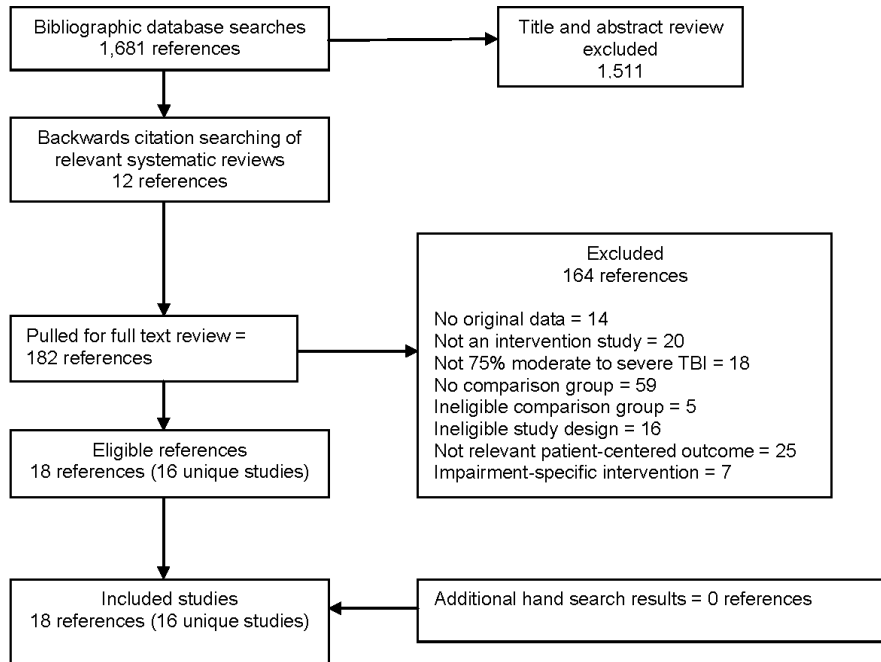 Bibliographic database searches
1,681 references
Title and abstract review
excluded
1,511
Backwards citation searching of
relevant systematic reviews
12 references
Excluded
164 references
No original data = 14
Not an intervention study = 20
Not 75% moderate to severe TBI = 18
No comparison group = 59
Ineligible comparison group = 5
Ineligible study design = 16
Not relevant patient-centered outcome = 25
Impairment-specific intervention = 7
Pulled for full text review =
182 references
Eligible references
18 references (16 unique studies)
Included studies
18 references (16 unique studies)
Additional hand search results = 0 references